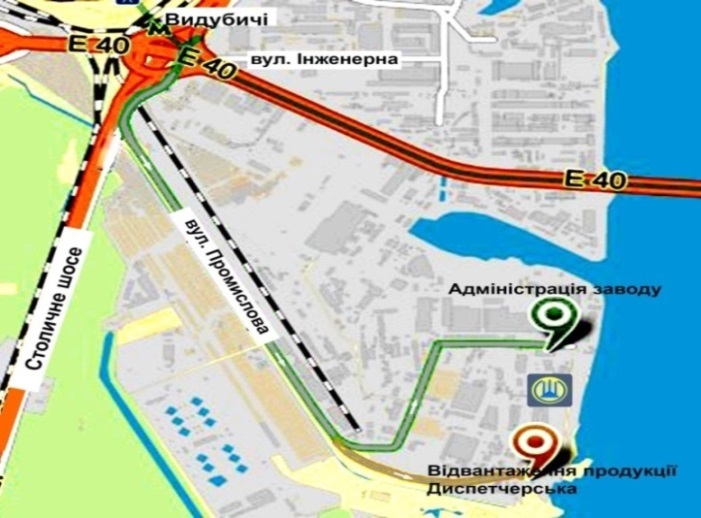 Видубичі
М
E 40
E 40
вул. Інженерна
E 40
вул. Промислова
Столичне шосе
Адміністрація заводу
Відвантаження продукції
Диспетчерська